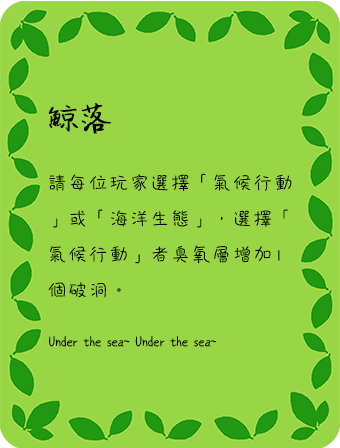 鯨落
請每位玩家選擇「氣候行動
」或「海洋生態」，選擇「
氣候行動」者臭氧層增加1
個破洞。
Under the sea~ Under the sea~